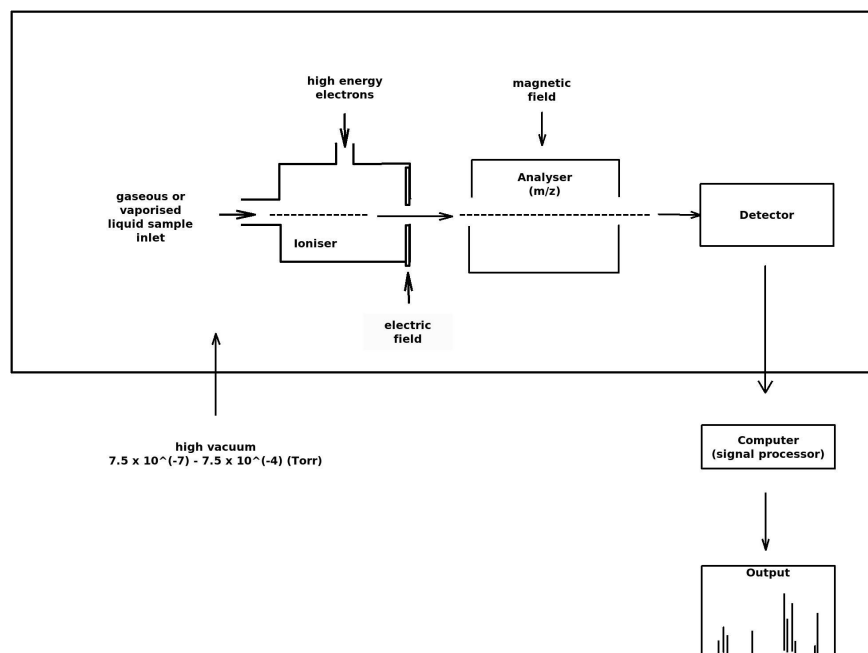 high energy
electrons
magnetic
field
gaseous or
vaporised
liquid sample
inlet
Ioniser
Analyser
(m/z)
Detector
electric
field
high vacuum
7.5 x 10^(-7) - 7.5 x 10^(-4) (Torr)
Computer
(signal processor)
Output